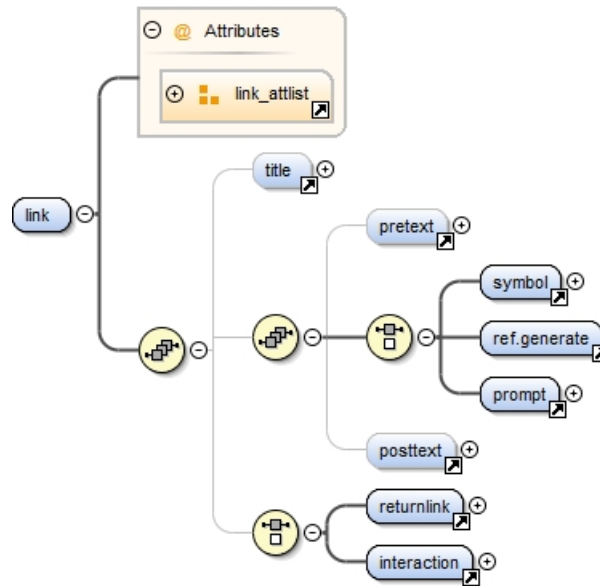 @ Attributes
link_attlist
title
link
pretext
symbol
ref.generate
prompt
posttext
returnlink
interaction